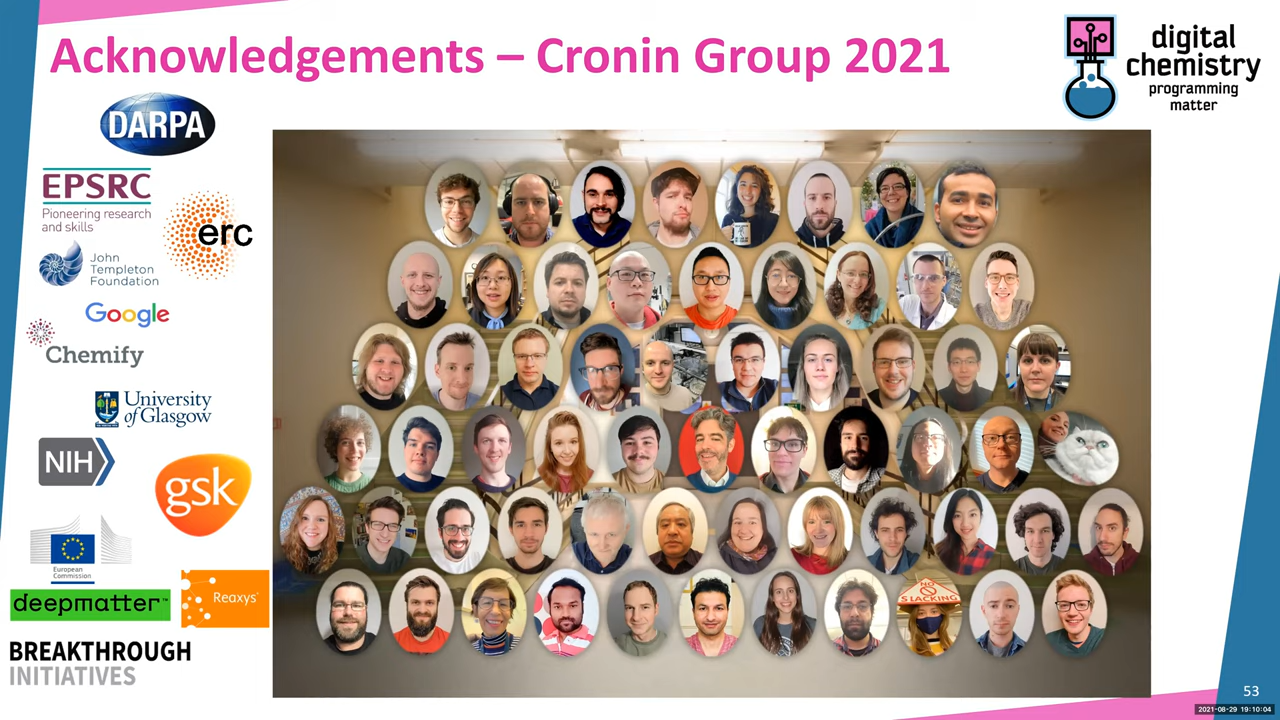 Acknowledgements – Cronin Group 2021
digital
chemistry
programming
matter
DARPA
EPSRC
Pioneering research
and skills
erc
John
Templeton
Foundation
Google
Chemify
University
of Glasgow
NIH
gsk
European
Commission
deepmatter™
Reaxys®
BREAKTHROUGH
INITIATIVES
NO
SLACKING
53
2021-08-29 19:10:04